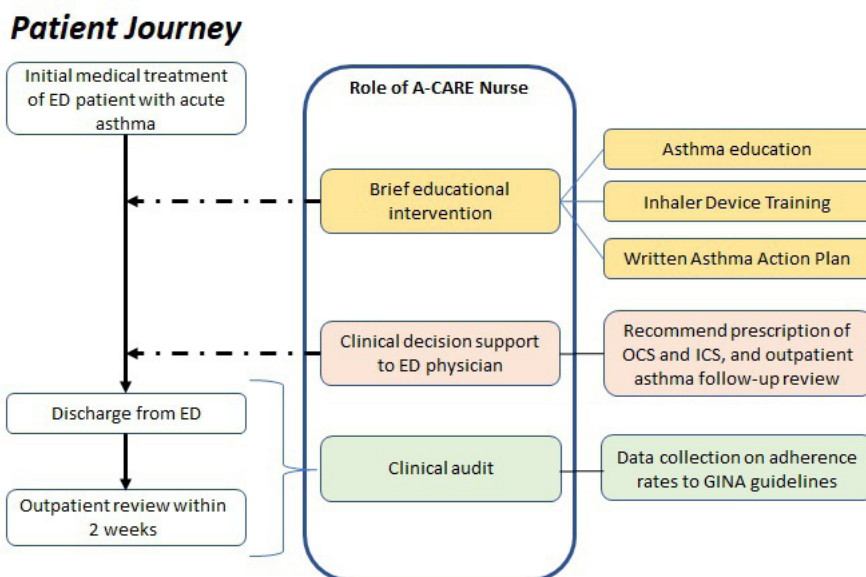 Patient Journey
Initial medical treatment
of ED patient with acute
asthma
Discharge from ED
Outpatient review within
2 weeks
Role of A-CARE Nurse
Brief educational
intervention
Clinical decision support
to ED physician
Clinical audit
Asthma education
Inhaler Device Training
Written Asthma Action Plan
Recommend prescription of
OCS and ICS, and outpatient
asthma follow-up review
Data collection on adherence
rates to GINA guidelines